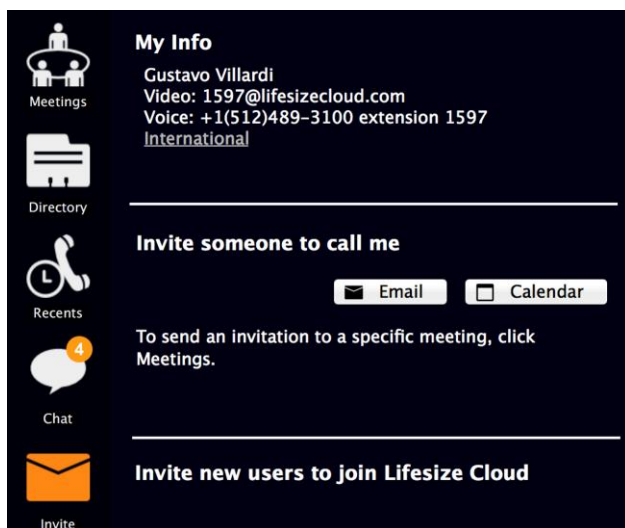 Meetings
Directory
Recents
4
Chat
Invite
My Info
Gustavo Villardi
Video: 1597@lifesizecloud.com
Voice: +1(512)489-3100 extension 1597
International
Invite someone to call me
Email
Calendar
To send an invitation to a specific meeting, click
Meetings.
Invite new users to join Lifesize Cloud